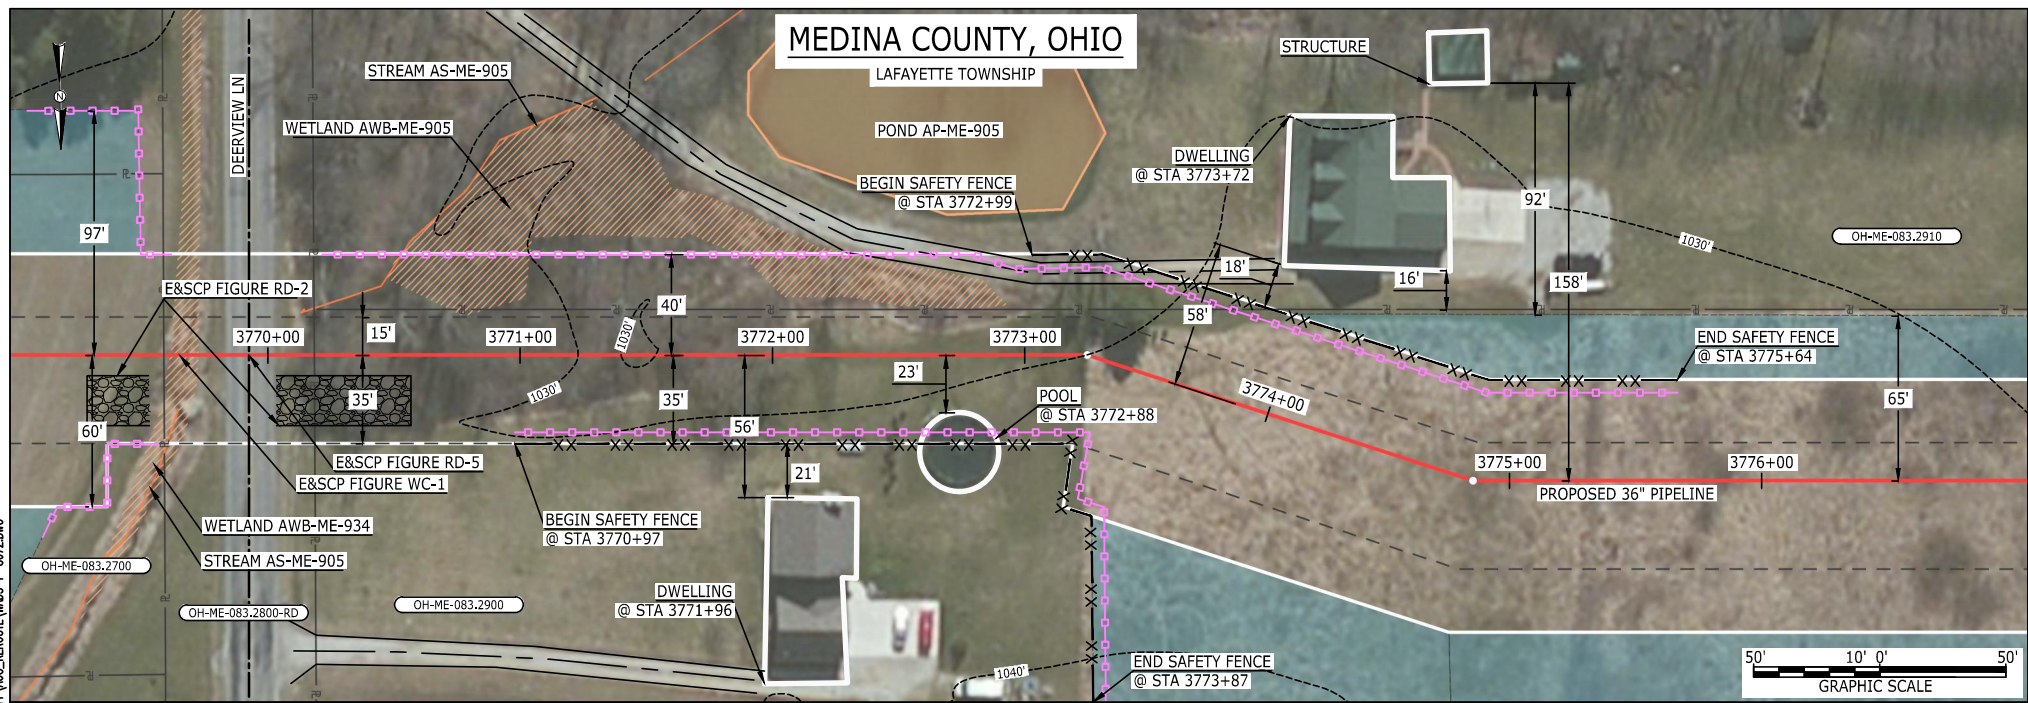 MEDINA COUNTY, OHIO
LAFAYETTE TOWNSHIP
N
DEERVIEW LN
STREAM AS-ME-905
WETLAND AWB-ME-905
POND AP-ME-905
STRUCTURE
DWELLING
@ STA 3773+72
BEGIN SAFETY FENCE
@ STA 3772+99
OH-ME-083.2910
1030'
97'
92'
158'
18'
16'
58'
E&SCP FIGURE RD-2
40'
15'
3770+00
3771+00
1030'
3772+00
3773+00
END SAFETY FENCE
@ STA 3775+64
23'
35'
1030'
35'
POOL
@ STA 3772+88
3774+00
65'
60'
56'
E&SCP FIGURE RD-5
E&SCP FIGURE WC-1
21'
3775+00
3776+00
PROPOSED 36" PIPELINE
WETLAND AWB-ME-934
STREAM AS-ME-905
BEGIN SAFETY FENCE
@ STA 3770+97
OH-ME-083.2700
OH-ME-083.2800-RD
OH-ME-083.2900
DWELLING
@ STA 3771+96
1040'
END SAFETY FENCE
@ STA 3773+87
50' 10' 0' 50'
GRAPHIC SCALE